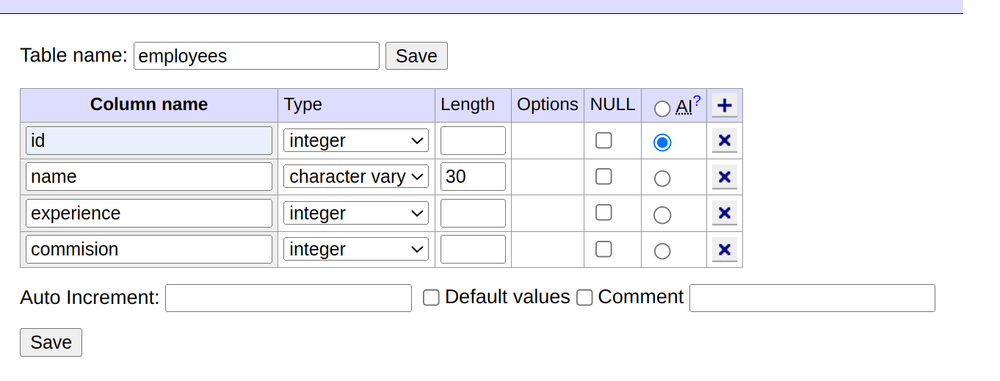 Table name: employees Save
Column name Type Length Options NULL AI? +
id integer
name character vary 30
experience integer
commision integer
Auto Increment: Default values Comment
Save